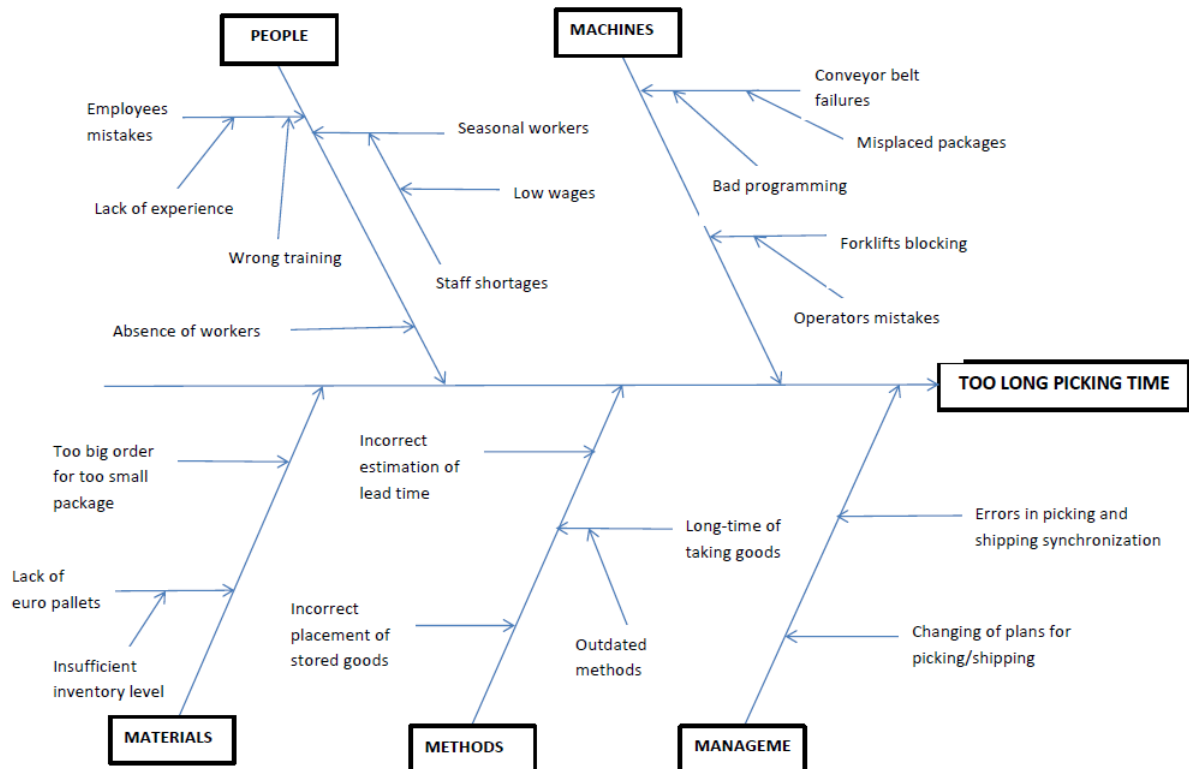 PEOPLE
MACHINES
Employees
mistakes
Seasonal workers
Lack of experience
Low wages
Wrong training
Staff shortages
Absence of workers
Conveyor belt
failures
Misplaced packages
Bad programming
Forklifts blocking
Operators mistakes
TOO LONG PICKING TIME
Too big order
for too small
package
Lack of
euro pallets
Insufficient
inventory level
Incorrect
estimation of
lead time
Long-time of
taking goods
Incorrect
placement of
stored goods
Outdated
methods
Errors in picking and
shipping synchronization
Changing of plans for
picking/shipping
MATERIALS
METHODS
MANAGEME